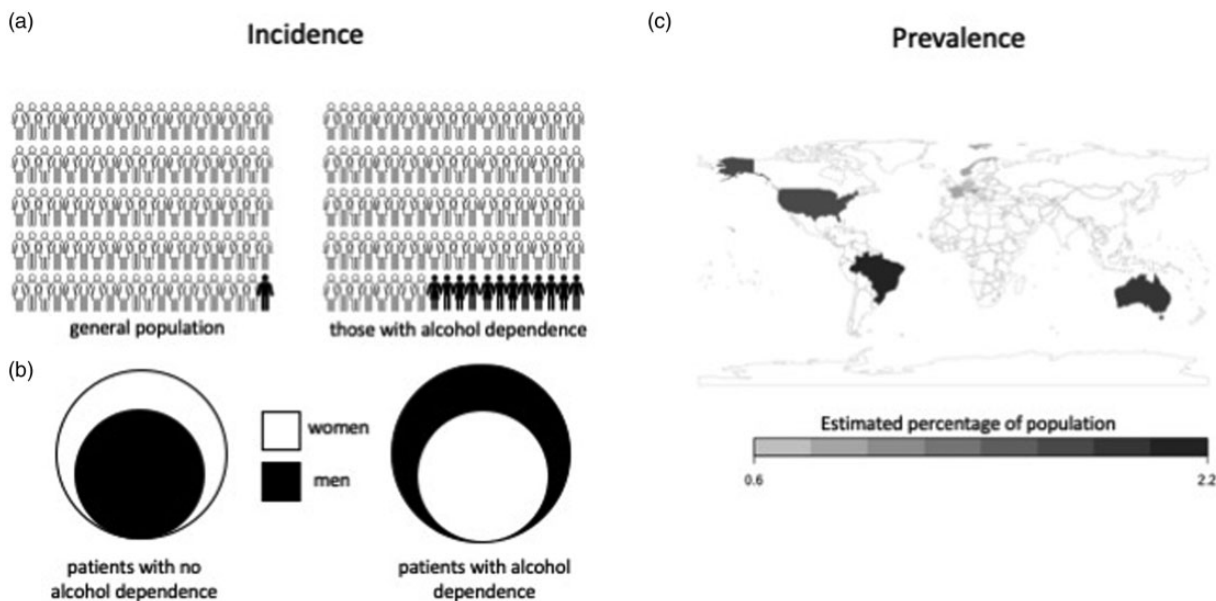 (a)
Incidence
general population
those with alcohol dependence
(b)
women
men
patients with no
alcohol dependence
patients with alcohol
dependence
(c)
Prevalence
Estimated percentage of population
0.6
2.2